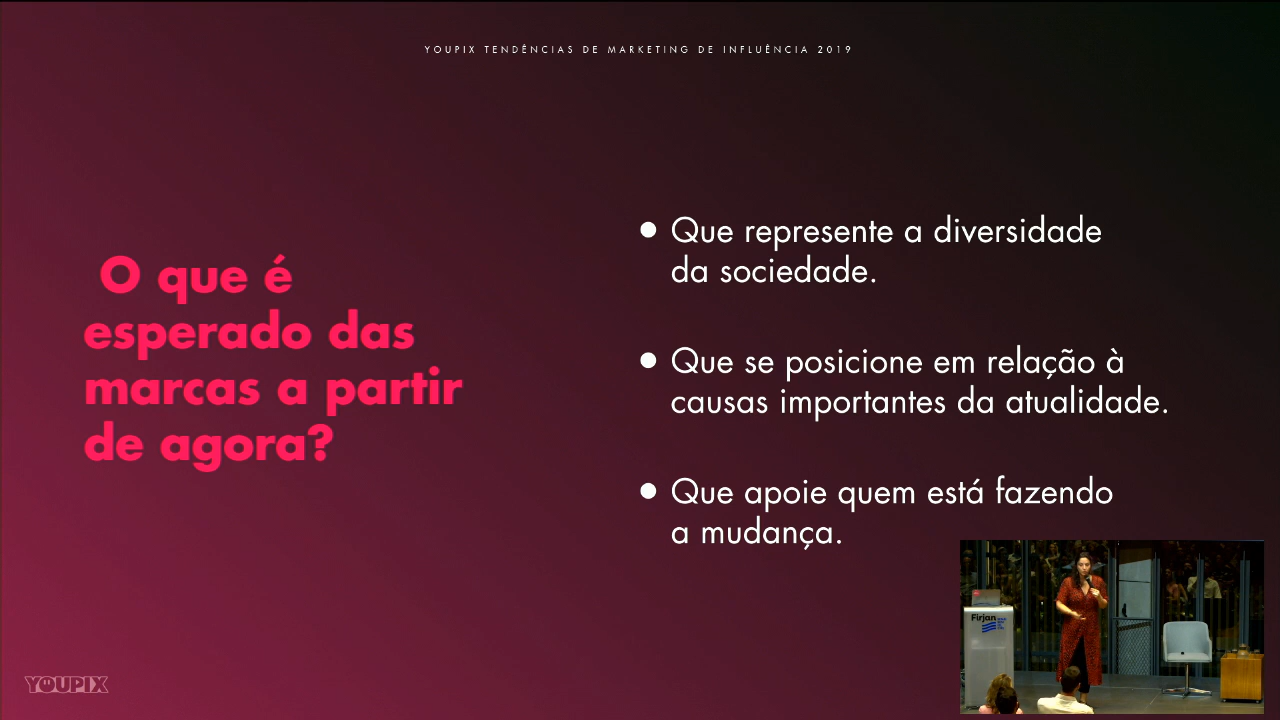 YOUPIX TENDÊNCIAS DE MARKETING DE INFLUÊNCIA 2019
O que é
esperado das
marcas a partir
de agora?
• Que represente a diversidade
da sociedade.
• Que se posicione em relação à
causas importantes da atualidade.
• Que apoie quem está fazendo
a mudança.
Firjan
YOUPIX